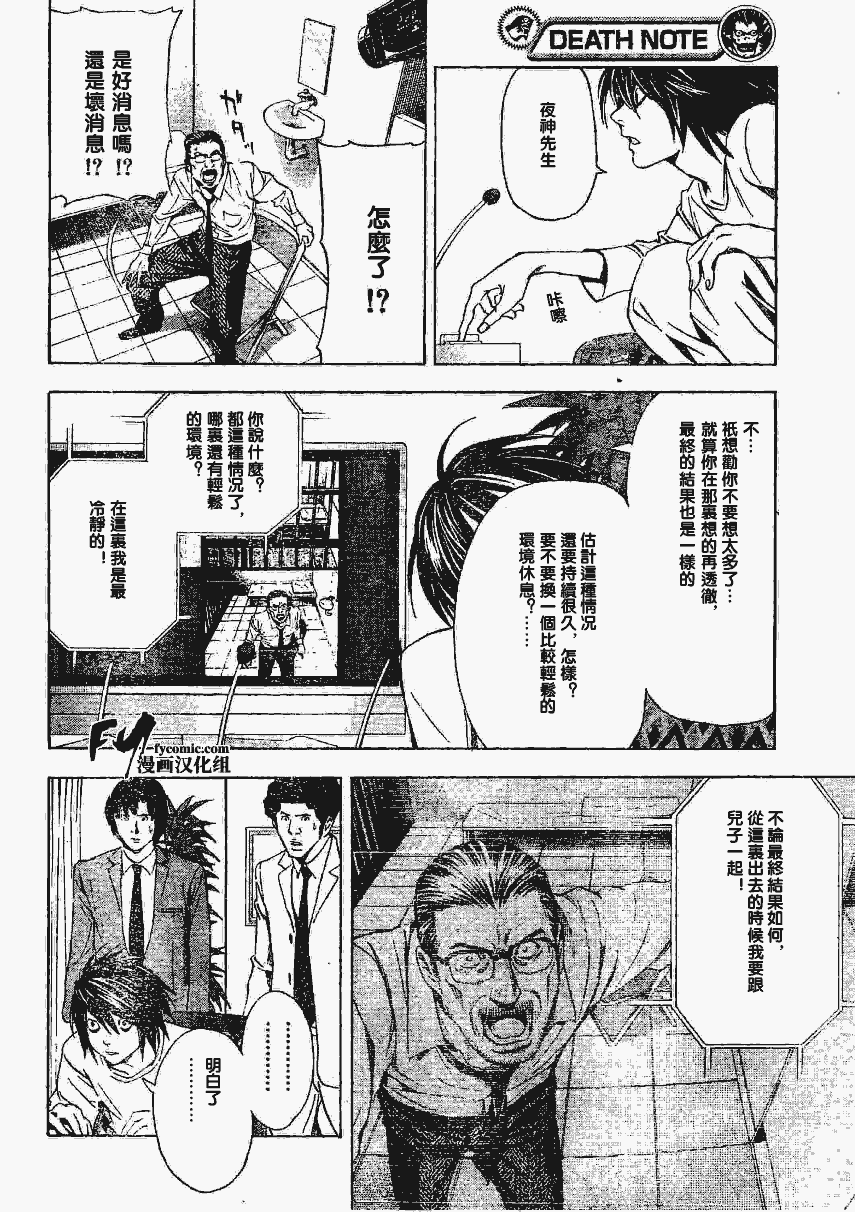 DEATH NOTE
夜神先生
咔嚓
怎麼了!?
ガタッ
是好消息嗎!?
還是壞消息!?
不…
祇想勸你不要想太多了…
就算你在那裏想的再透徹,
最終的結果也是一樣的
估計這種情況
還要持續很久,怎樣?
要不要換一個比較輕鬆的
環境休息?……
你說什麼?
都這種情況了,
哪裏還有輕鬆
的環境?
在這裏我是最
冷靜的!
Fy
fycomic.com
漫画汉化组
不論最終結果如何,
從這裏出去的時候我要跟
兒子一起!
…………
…………
明白了
………